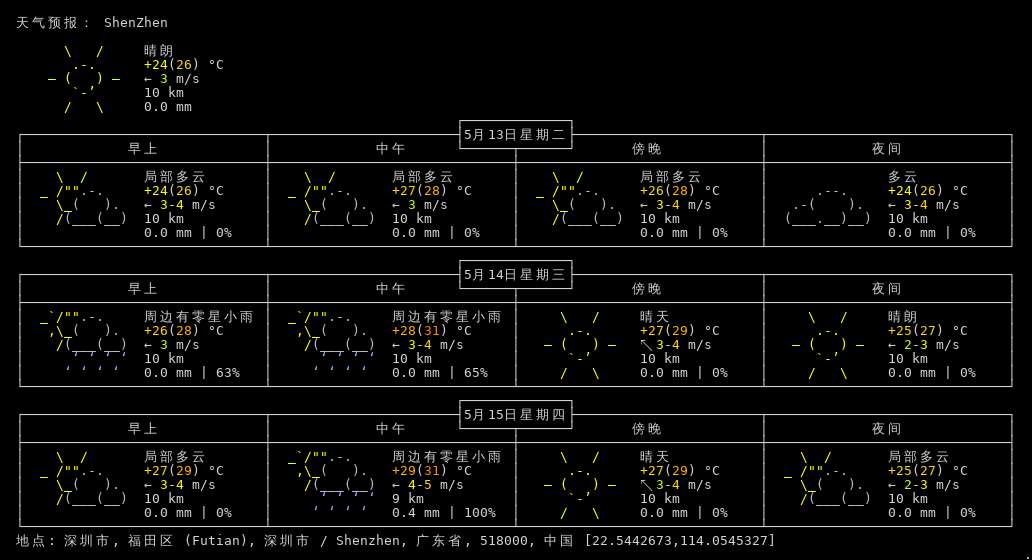 天气预报： ShenZhen
晴朗
+24(26) °C
← 3 m/s
10 km
0.0 mm
5月13日星期二
早上 中午 傍晚 夜间
局部多云 局部多云 局部多云 多云
+24(26) °C +27(28) °C +26(28) °C +24(26) °C
← 3-4 m/s ← 3 m/s ← 3-4 m/s ← 3-4 m/s
10 km 10 km 10 km 10 km
0.0 mm | 0% 0.0 mm | 0% 0.0 mm | 0% 0.0 mm | 0%
5月14日星期三
早上 中午 傍晚 夜间
周边有零星小雨 周边有零星小雨 晴天 晴朗
+26(28) °C +28(31) °C +27(29) °C +25(27) °C
← 3 m/s ← 3-4 m/s ↖ 3-4 m/s ← 2-3 m/s
10 km 10 km 10 km 10 km
0.0 mm | 63% 0.0 mm | 65% 0.0 mm | 0% 0.0 mm | 0%
5月15日星期四
早上 中午 傍晚 夜间
局部多云 周边有零星小雨 晴天 局部多云
+27(29) °C +29(31) °C +27(29) °C +25(27) °C
← 3-4 m/s ← 4-5 m/s ↖ 3-4 m/s ← 2-3 m/s
10 km 9 km 10 km 10 km
0.0 mm | 0% 0.4 mm | 100% 0.0 mm | 0% 0.0 mm | 0%
地点: 深圳市, 福田区 (Futian), 深圳市 / Shenzhen, 广东省, 518000, 中国 [22.5442673,114.0545327]